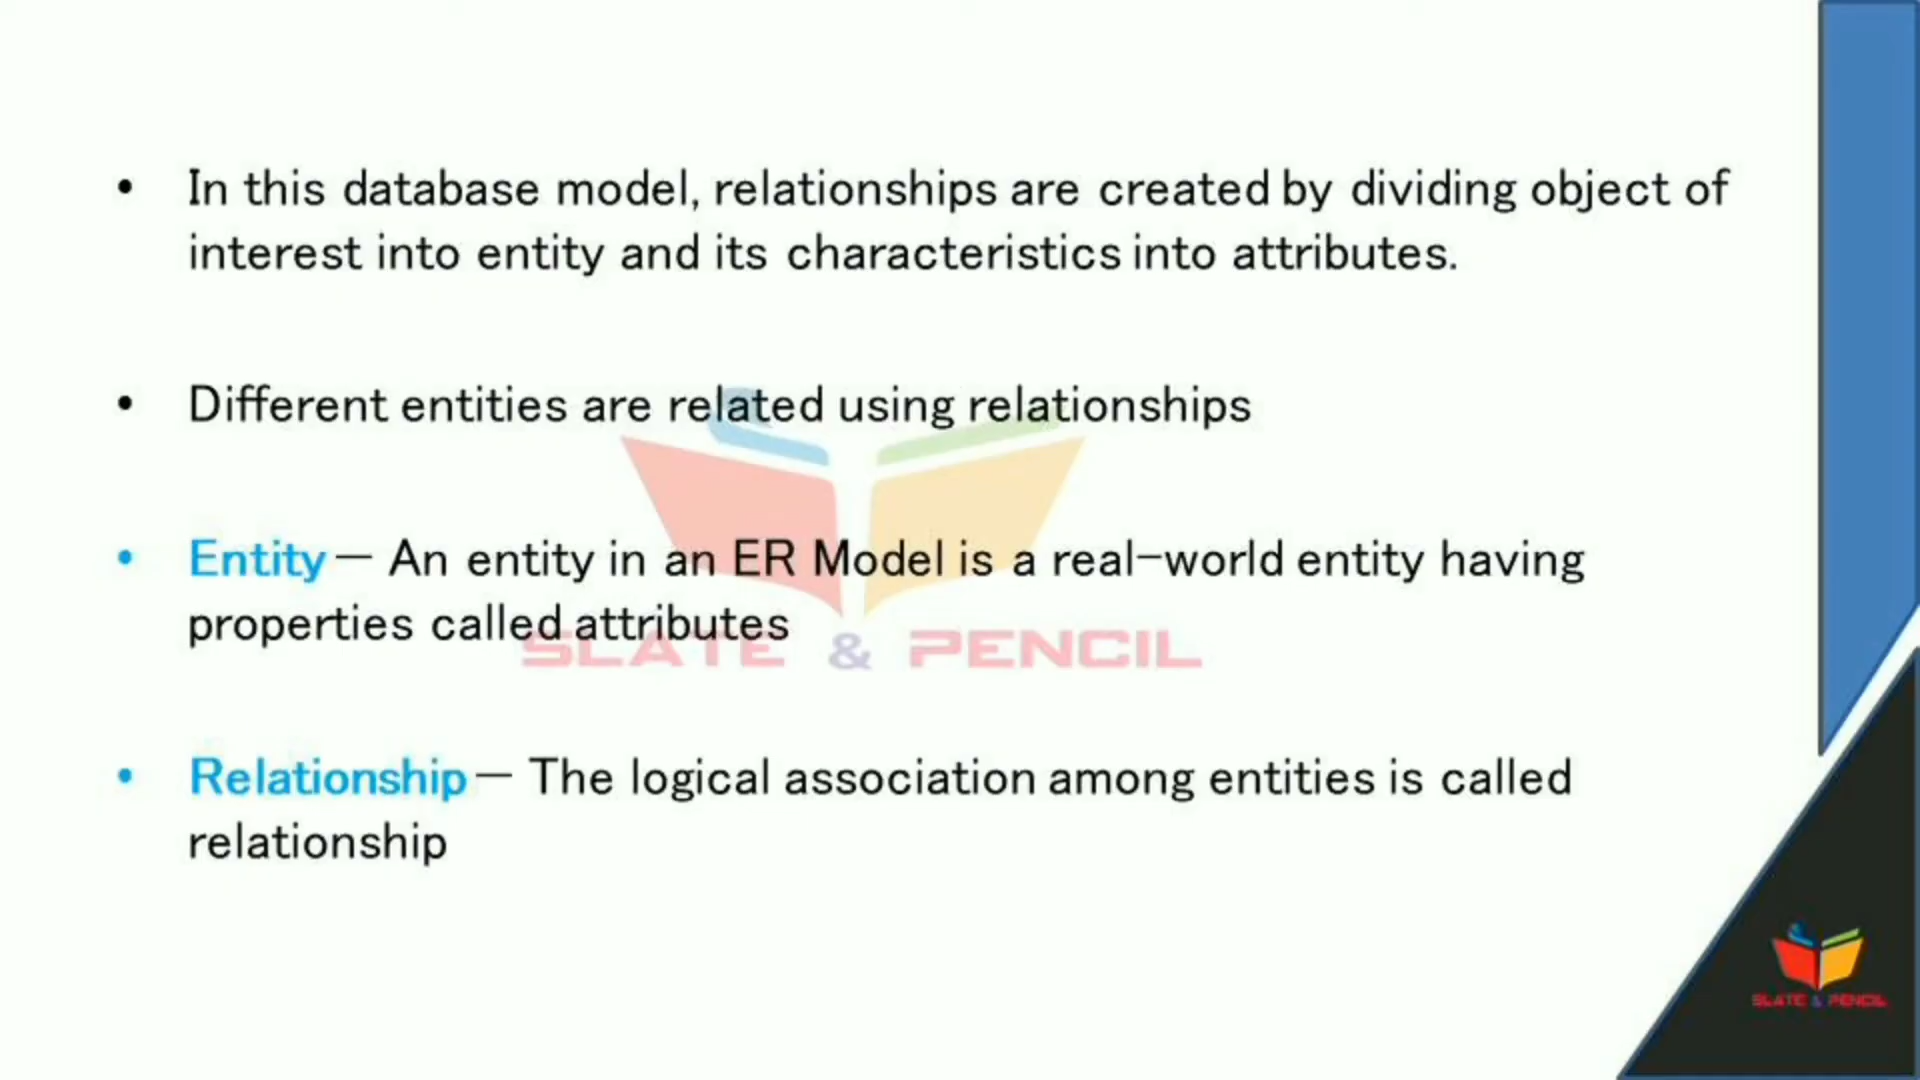 • In this database model, relationships are created by dividing object of
interest into entity and its characteristics into attributes.
• Different entities are related using relationships
• Entity — An entity in an ER Model is a real-world entity having
properties called attributes
SLATE & PENCIL
• Relationship — The logical association among entities is called
relationship
SLATE & PENCIL